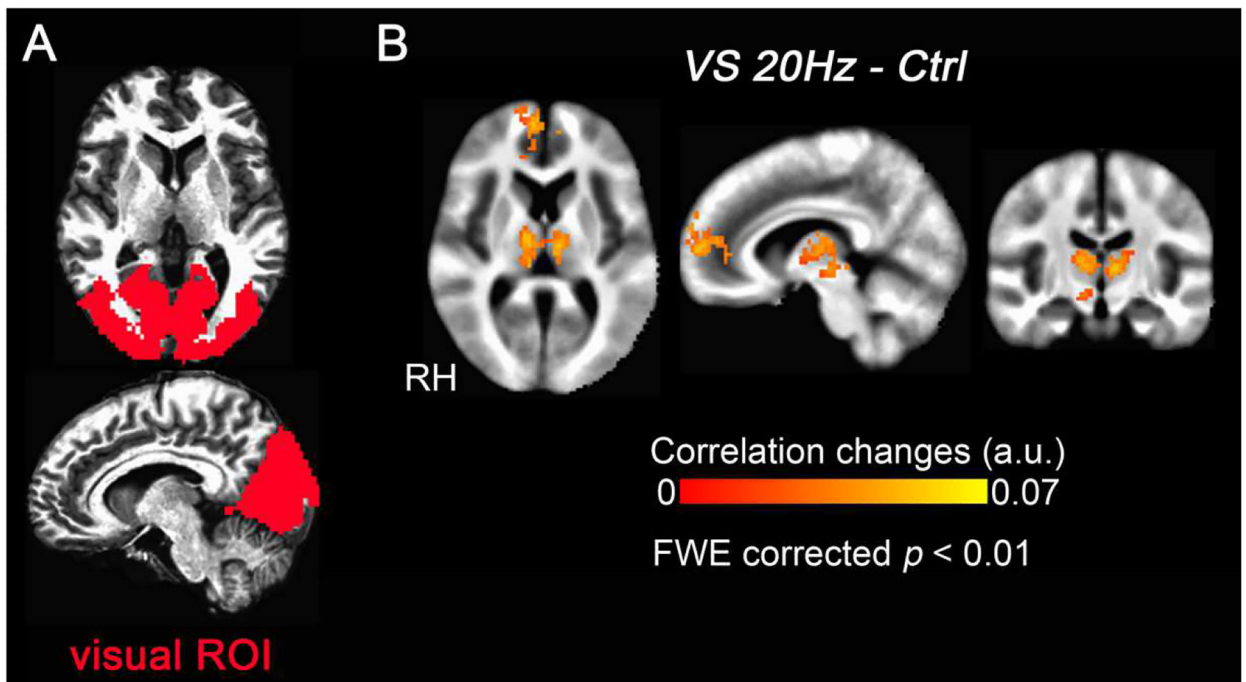 A
visual ROI
B
VS 20Hz - Ctrl
RH
Correlation changes (a.u.)
0 0.07
FWE corrected p < 0.01